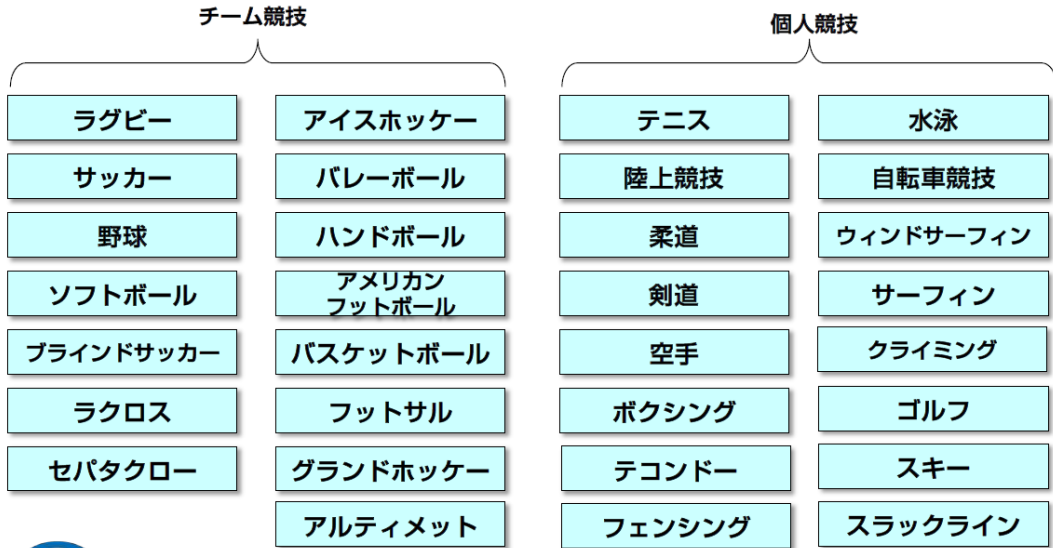 チーム競技
ラグビー
サッカー
野球
ソフトボール
ブラインドサッカー
ラクロス
セパタクロー
アイスホッケー
バレーボール
ハンドボール
アメリカン
フットボール
バスケットボール
フットサル
グランドホッケー
アルティメット
個人競技
テニス
陸上競技
柔道
剣道
空手
ボクシング
テコンドー
フェンシング
水泳
自転車競技
ウィンドサーフィン
サーフィン
クライミング
ゴルフ
スキー
スラックライン